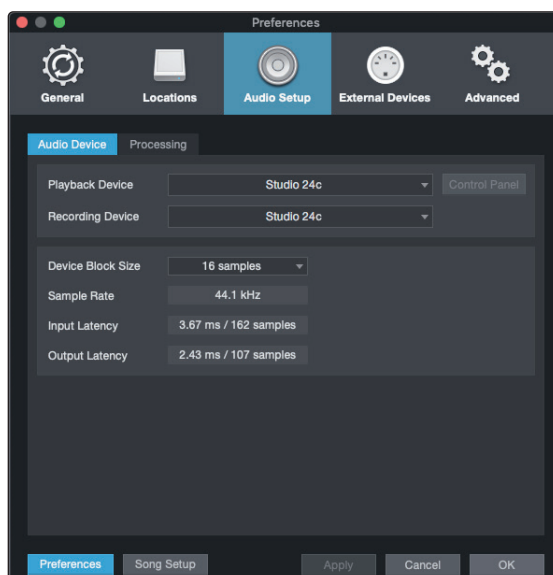 Preferences
General Locations Audio Setup External Devices Advanced
Audio Device Processing
Playback Device Studio 24c Control Panel
Recording Device Studio 24c
Device Block Size 16 samples
Sample Rate 44.1 kHz
Input Latency 3.67 ms / 162 samples
Output Latency 2.43 ms / 107 samples
Preferences Song Setup Apply Cancel OK